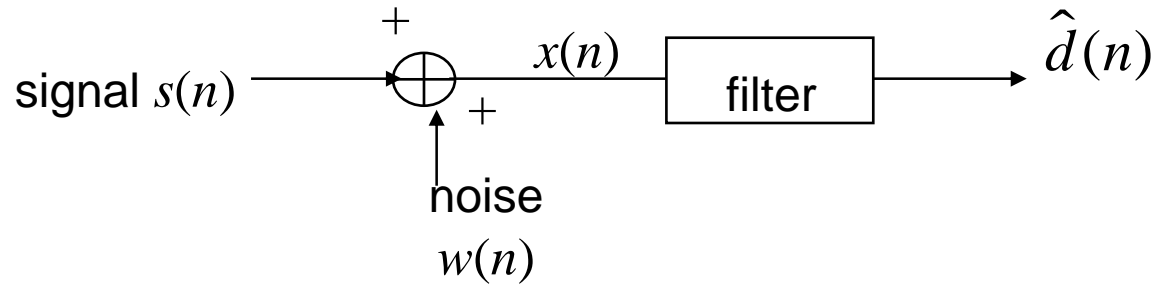 +
signal s(n)
+
x(n)
filter
d̂(n)
noise
w(n)